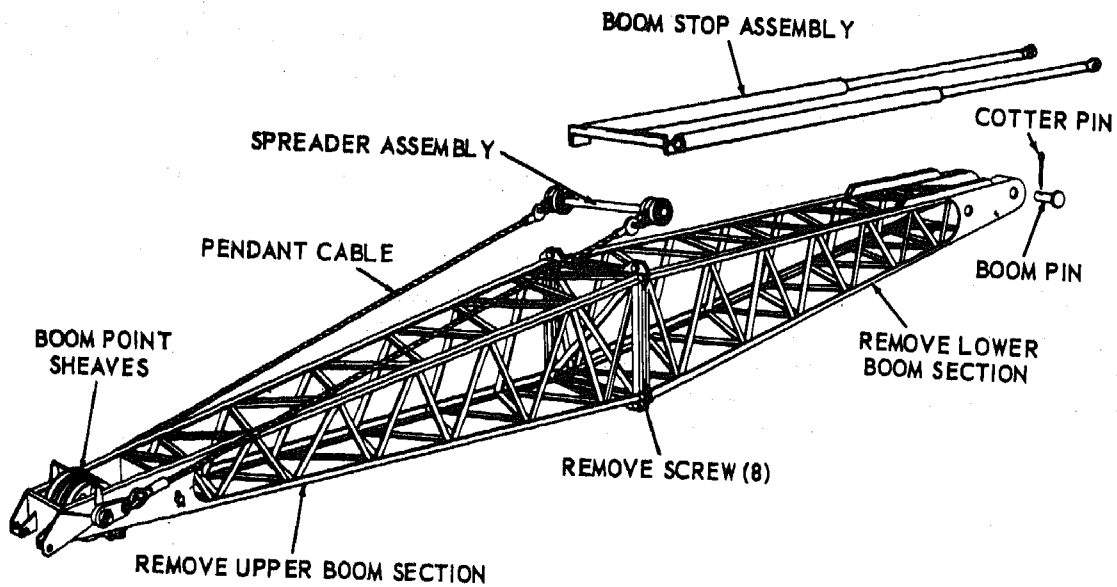 BOOM STOP ASSEMBLY
COTTER PIN
SPREADER ASSEMBLY
PENDANT CABLE
BOOM PIN
BOOM POINT
SHEAVES
REMOVE LOWER
BOOM SECTION
REMOVE SCREW (8)
REMOVE UPPER BOOM SECTION